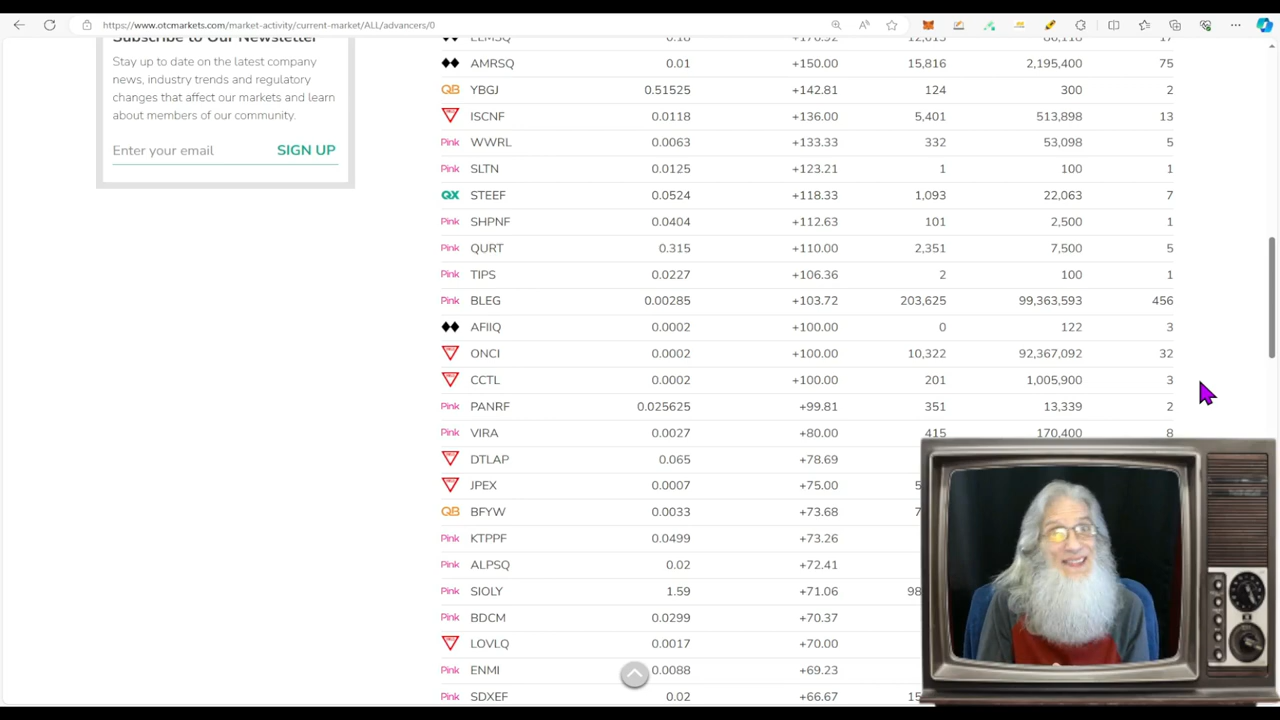 https://www.otcmarkets.com/market-activity/current-market/ALL/advancers/0
Subscribe to Our Newsletter
Stay up to date on the latest company
news, industry trends and regulatory
changes that affect our markets and learn
about members of our community.
Enter your email SIGN UP
0.18 +176.92 12,615 17
AMRSQ 0.01 +150.00 15,816 2,195,400 75
QB YBGJ 0.51525 +142.81 124 300 2
ISCNF 0.0118 +136.00 5,401 513,898 13
Pink WWRL 0.0063 +133.33 332 53,098 5
Pink SLTN 0.0125 +123.21 1 100 1
QX STEEF 0.0524 +118.33 1,093 22,063 7
Pink SHPNF 0.0404 +112.63 101 2,500 1
Pink QURT 0.315 +110.00 2,351 7,500 5
Pink TIPS 0.0227 +106.36 2 100 1
Pink BLEG 0.00285 +103.72 203,625 99,363,593 456
AFIIQ 0.0002 +100.00 0 122 3
ONCI 0.0002 +100.00 10,322 92,367,092 32
CCTL 0.0002 +100.00 201 1,005,900 3
Pink PANRF 0.025625 +99.81 351 13,339 2
Pink VIRA 0.0027 +80.00 415 170,400 8
DTLAP 0.065 +78.69
JPEX 0.0007 +75.00 5
QB BFYW 0.0033 +73.68 7
Pink KTPPF 0.0499 +73.26
Pink ALPSQ 0.02 +72.41
Pink SIOLY 1.59 +71.06 98
Pink BDCM 0.0299 +70.37
LOVLQ 0.0017 +70.00
Pink ENMI 0.0088 +69.23
Pink SDXEF 0.02 +66.67 15